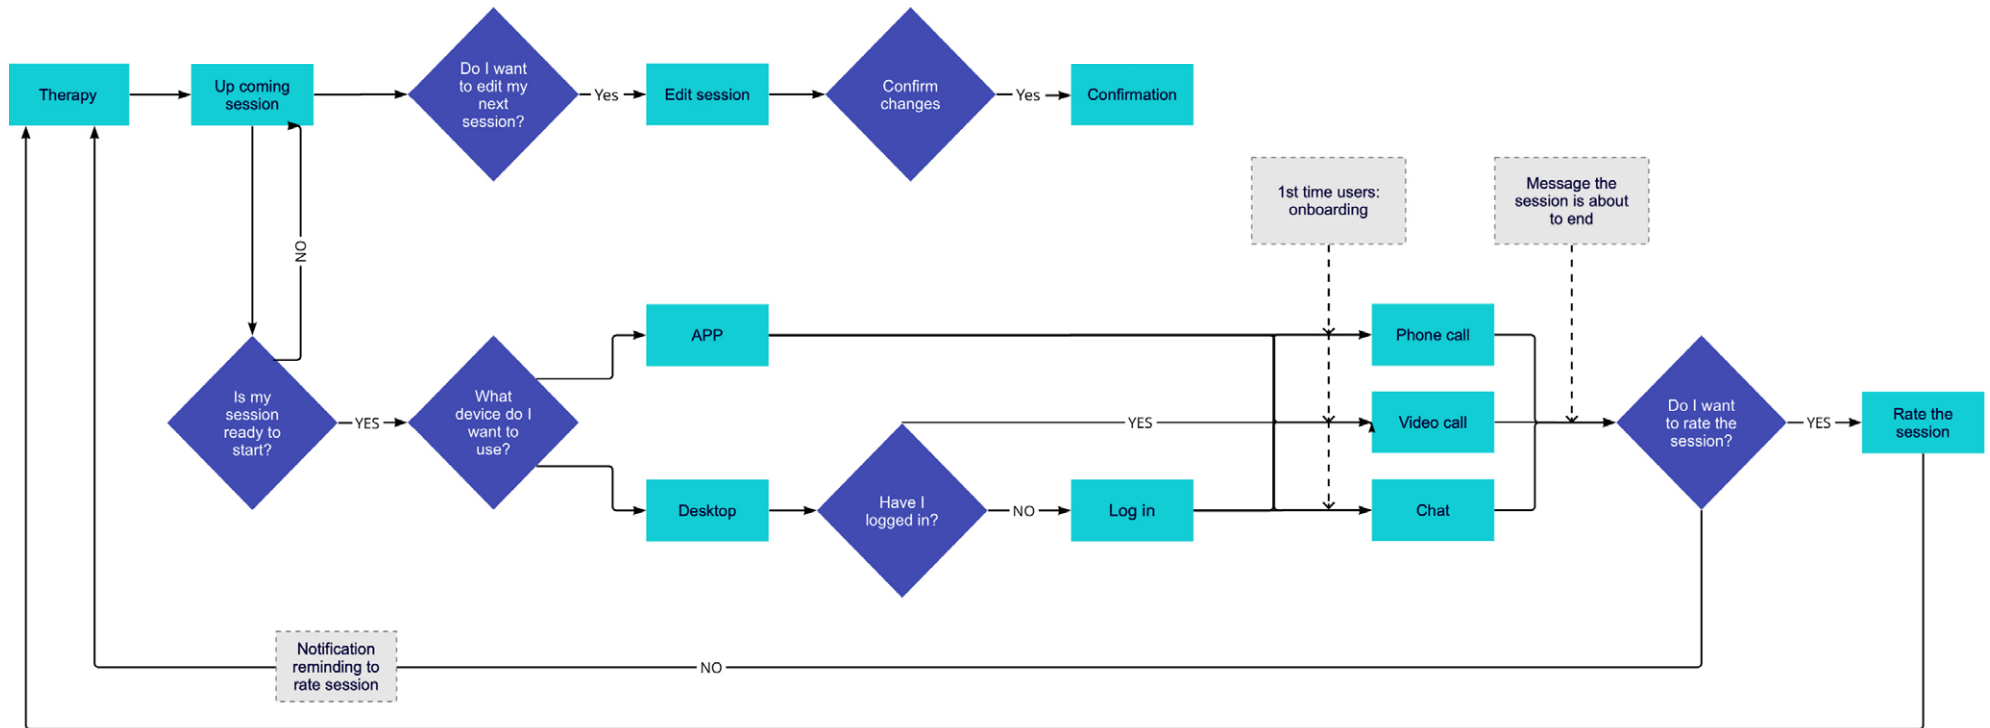 Therapy
Up coming
session
Do I want
to edit my
next
session?
Yes
Edit session
Confirm
changes
Yes
Confirmation
1st time users:
onboarding
Message the
session is about
to end
NO
APP
Phone call
Is my
session
ready to
start?
YES
What
device do I
want to
use?
YES
Video call
Do I want
to rate the
session?
YES
Rate the
session
Desktop
Have I
logged in?
NO
Log in
Chat
Notification
reminding to
rate session
NO